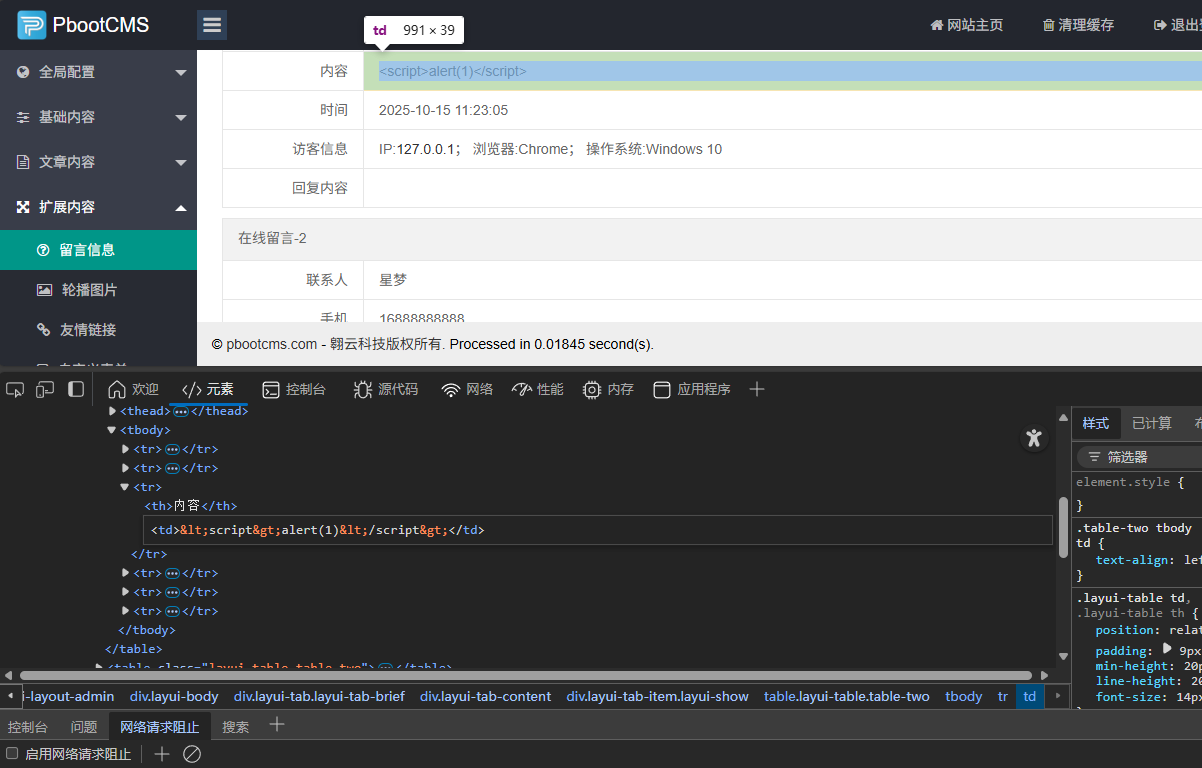 PbootCMS
td 991 × 39
网站主页
清理缓存
退出登
全局配置
基础内容
文章内容
扩展内容
留言信息
轮播图片
友情链接
内容 <script>alert(1)</script>
时间 2025-10-15 11:23:05
访客信息 IP:127.0.0.1； 浏览器:Chrome； 操作系统:Windows 10
回复内容
在线留言-2
联系人 星梦
手机 16888888888
© pbootcms.com - 翱云科技版权所有. Processed in 0.01845 second(s).
欢迎 </> 元素 控制台 源代码 网络 性能 内存 应用程序
<thead>…</thead>
<tbody>
<tr>…</tr>
<tr>…</tr>
<tr>
<th>内容</th>
<td>&lt;script&gt;alert(1)&lt;/script&gt;</td>
</tr>
<tr>…</tr>
<tr>…</tr>
<tr>…</tr>
</tbody>
</table>
<table class="layui-table table-two">…</table>
样式 已计算
筛选器
element.style {
}
.table-two tbody
td {
text-align: lef
}
.layui-table td,
.layui-table th {
position: relat
padding: 9px
min-height: 20p
line-height: 20
font-size: 14px
i-layout-admin div.layui-body div.layui-tab.layui-tab-brief div.layui-tab-content div.layui-tab-item.layui-show table.layui-table.table-two tbody tr td
控制台 问题 网络请求阻止 搜索
启用网络请求阻止